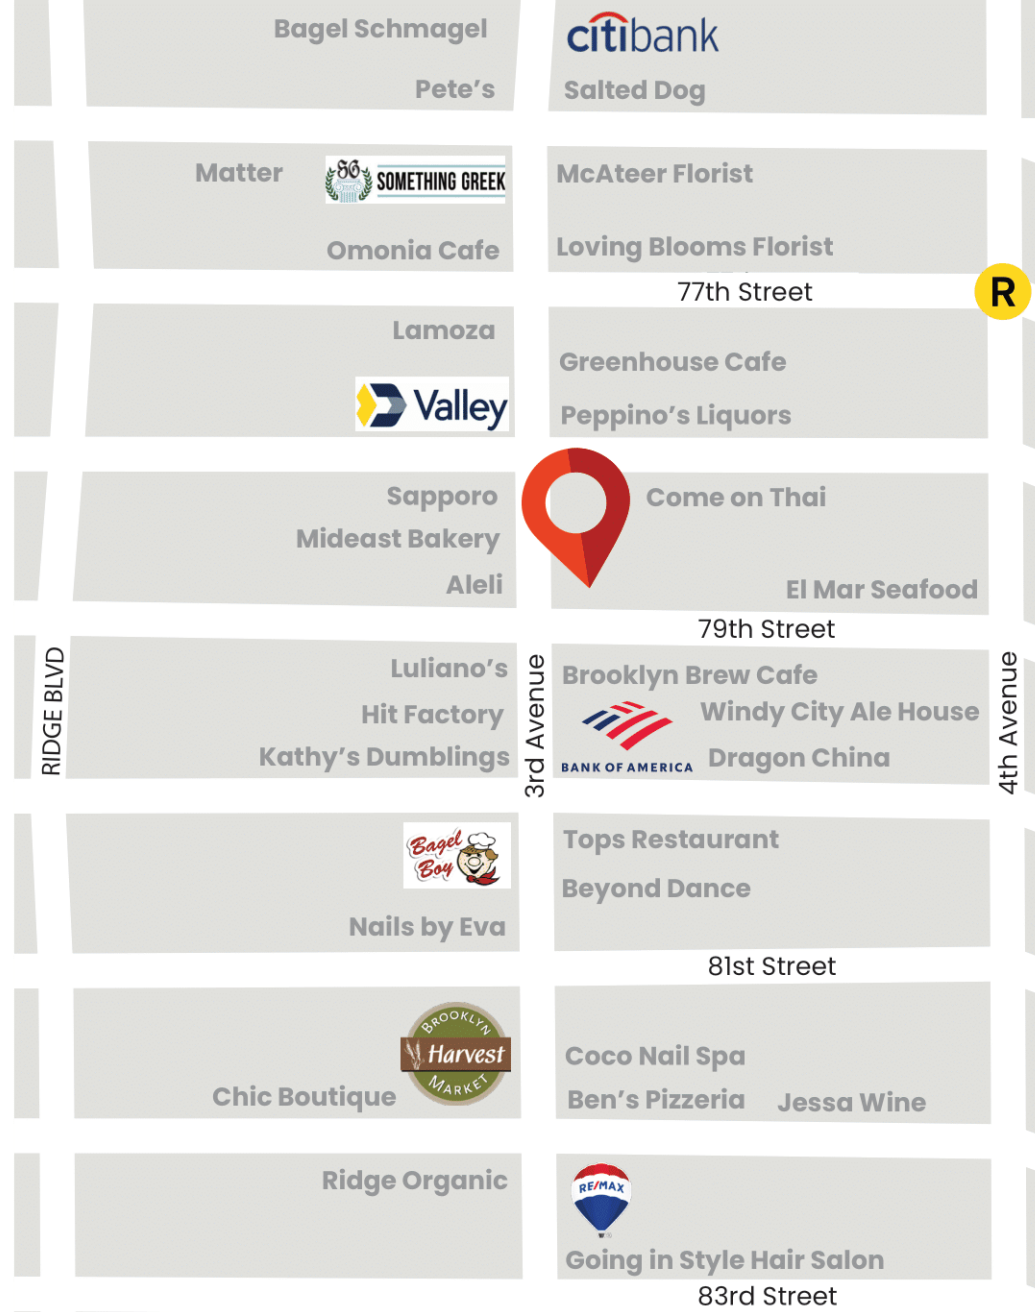 Bagel Schmagel
citibank
Pete's
Salted Dog
Matter
SG
SOMETHING GREEK
McAteer Florist
Omonia Cafe
Loving Blooms Florist
77th Street
R
Lamoza
Greenhouse Cafe
Valley
Peppino's Liquors
Sapporo
Come on Thai
Mideast Bakery
Aleli
El Mar Seafood
79th Street
RIDGE BLVD
3rd Avenue
4th Avenue
Luliano's
Brooklyn Brew Cafe
Hit Factory
Windy City Ale House
Kathy's Dumblings
BANK OF AMERICA
Dragon China
Bagel
Boy
Tops Restaurant
Beyond Dance
Nails by Eva
81st Street
BROOKLYN
Harvest
MARKET
Coco Nail Spa
Chic Boutique
Ben's Pizzeria
Jessa Wine
Ridge Organic
RE/MAX
Going in Style Hair Salon
83rd Street